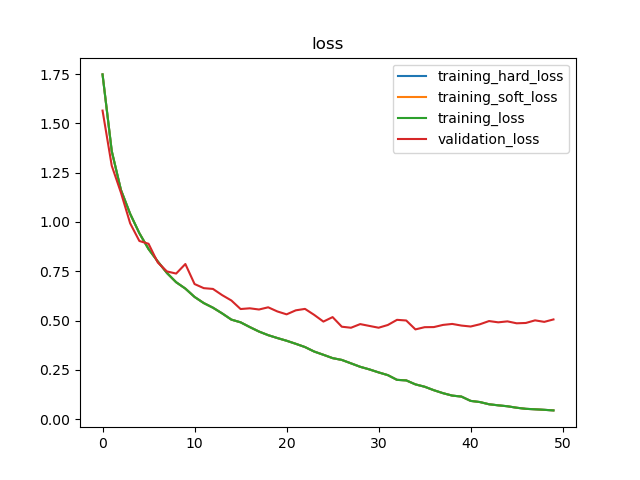 loss
training_hard_loss
training_soft_loss
training_loss
validation_loss
1.75
1.50
1.25
1.00
0.75
0.50
0.25
0.00
0 10 20 30 40 50